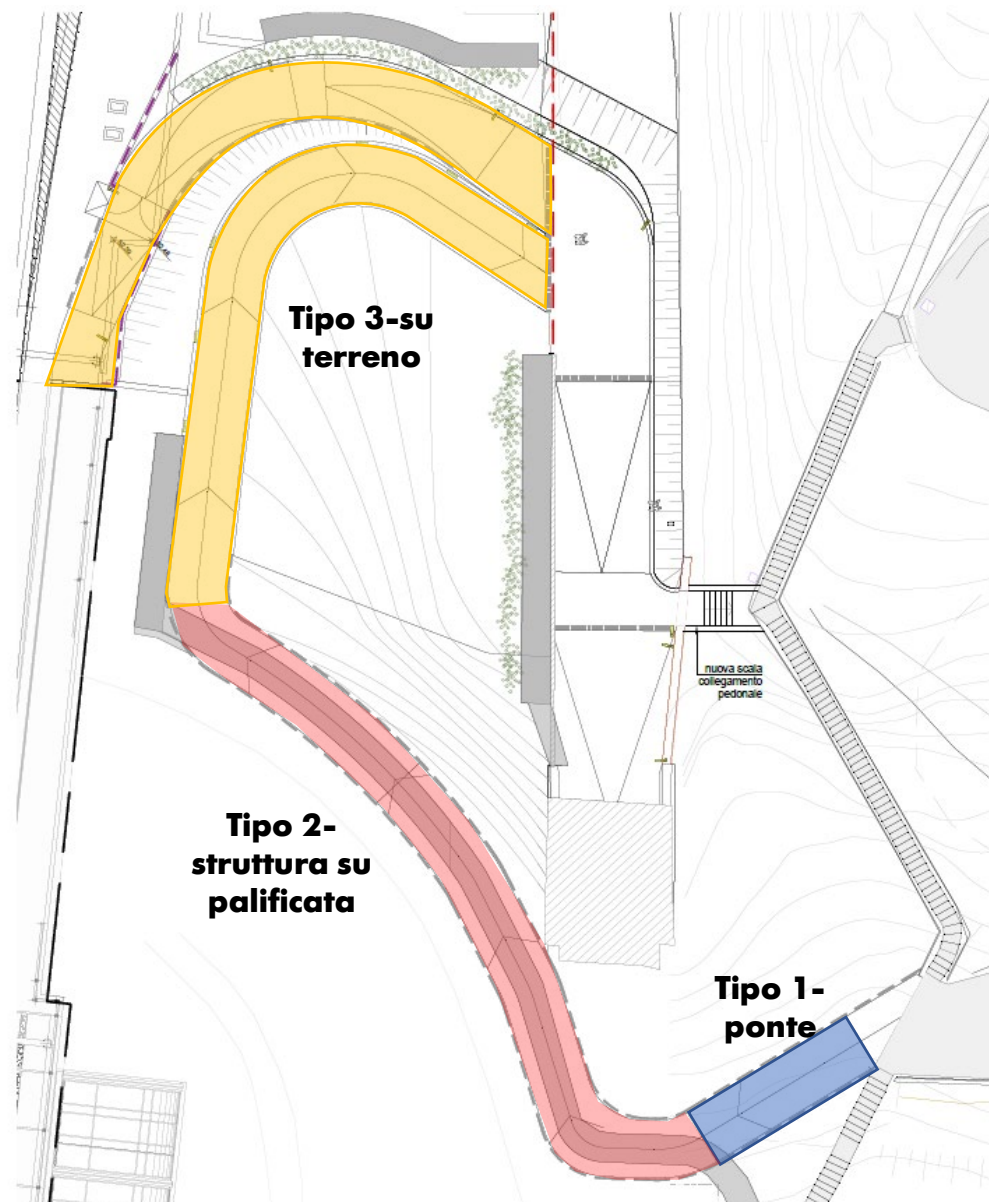 Tipo 3-su
terreno
nuova scala
collegamento
pedonale
Tipo 2-
struttura su
palificata
Tipo 1-
ponte